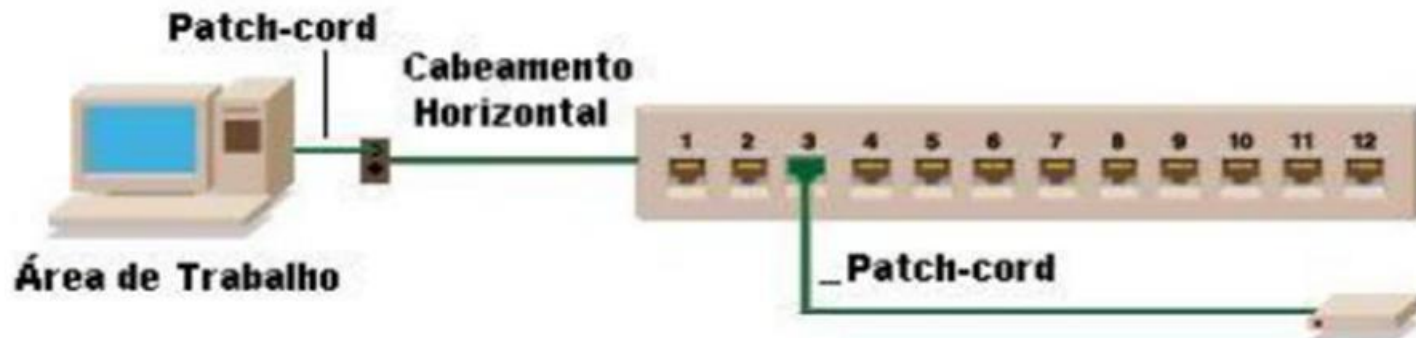 Patch-cord
Cabeamento
Horizontal
1 2 3 4 5 6 7 8 9 10 11 12
_Patch-cord
Área de Trabalho